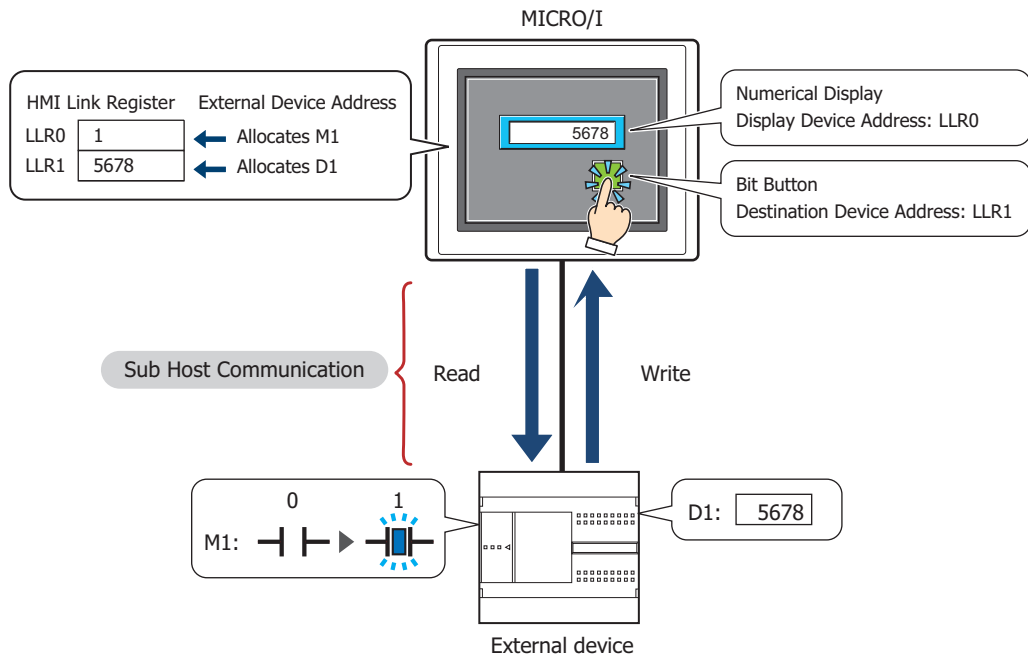 MICRO/I
HMI Link Register External Device Address
LLR0 1 Allocates M1
LLR1 5678 Allocates D1
5678
Numerical Display
Display Device Address: LLR0
Bit Button
Destination Device Address: LLR1
Sub Host Communication
Read
Write
0 1
M1:
D1: 5678
External device